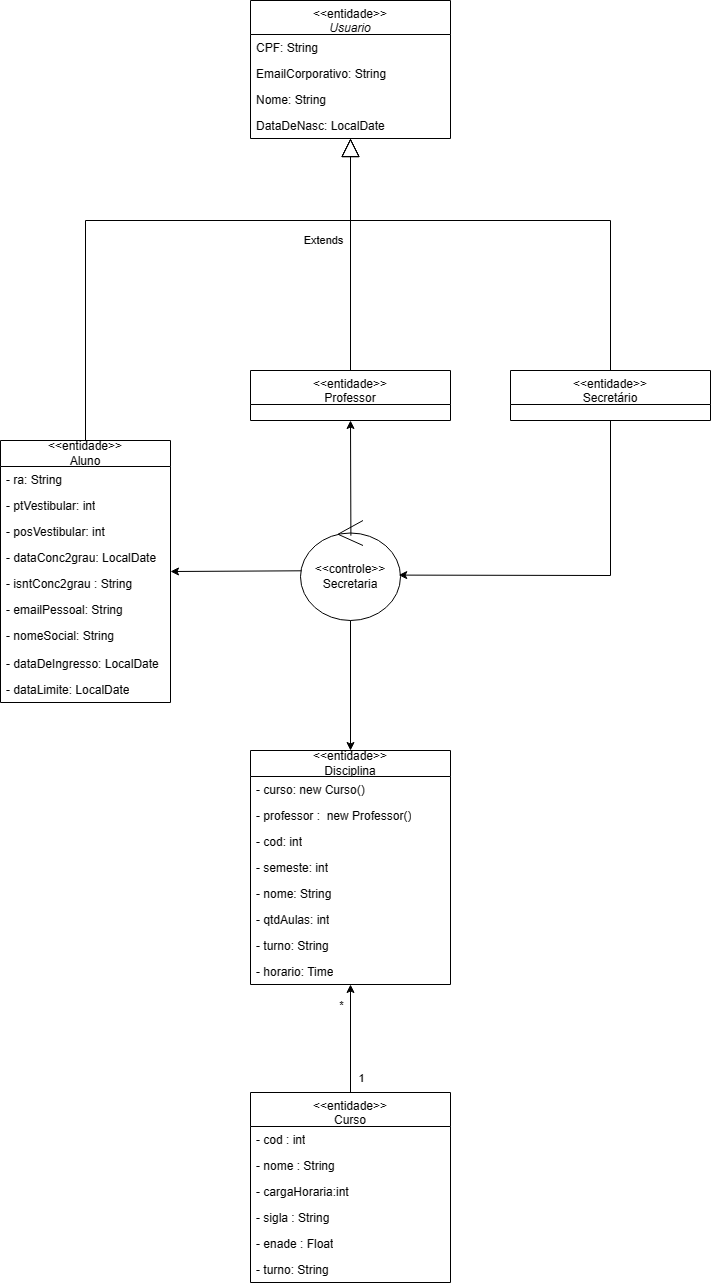 <<entidade>>
Usuario
CPF: String
EmailCorporativo: String
Nome: String
DataDeNasc: LocalDate
Extends
<<entidade>>
Professor
<<entidade>>
Secretário
<<entidade>>
Aluno
- ra: String
- ptVestibular: int
- posVestibular: int
- dataConc2grau: LocalDate
- isntConc2grau : String
- emailPessoal: String
- nomeSocial: String
- dataDeIngresso: LocalDate
- dataLimite: LocalDate
<<controle>>
Secretaria
<<entidade>>
Disciplina
- curso: new Curso()
- professor :  new Professor()
- cod: int
- semeste: int
- nome: String
- qtdAulas: int
- turno: String
- horario: Time
*
1
<<entidade>>
Curso
- cod : int
- nome : String
- cargaHoraria:int
- sigla : String
- enade : Float
- turno: String